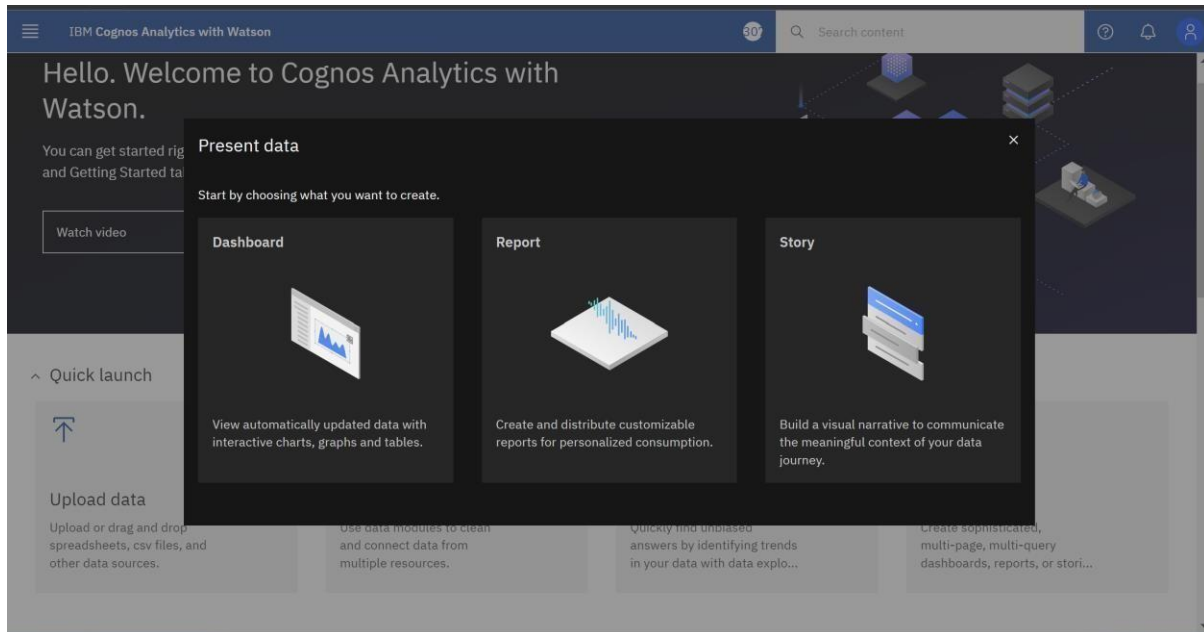 IBM Cognos Analytics with Watson
Search content
Hello. Welcome to Cognos Analytics with
Watson.
You can get started rig
and Getting Started ta
Watch video
Present data
Start by choosing what you want to create.
Dashboard
View automatically updated data with
interactive charts, graphs and tables.
Report
Create and distribute customizable
reports for personalized consumption.
Story
Build a visual narrative to communicate
the meaningful context of your data
journey.
Quick launch
Upload data
Upload or drag and drop
spreadsheets, csv files, and
other data sources.
Use data modules to clean
and connect data from
multiple resources.
Quickly find unbiased
answers by identifying trends
in your data with data explo...
Create sophisticated,
multi-page, multi-query
dashboards, reports, or stori...